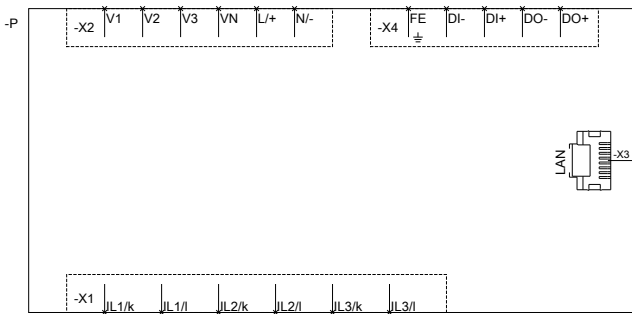 -P
-X2 V1 V2 V3 VN L/+ N/-
-X4 FE DI- DI+ DO- DO+
LAN
-X3
-X1 IL1/k IL1/l IL2/k IL2/l IL3/k IL3/l